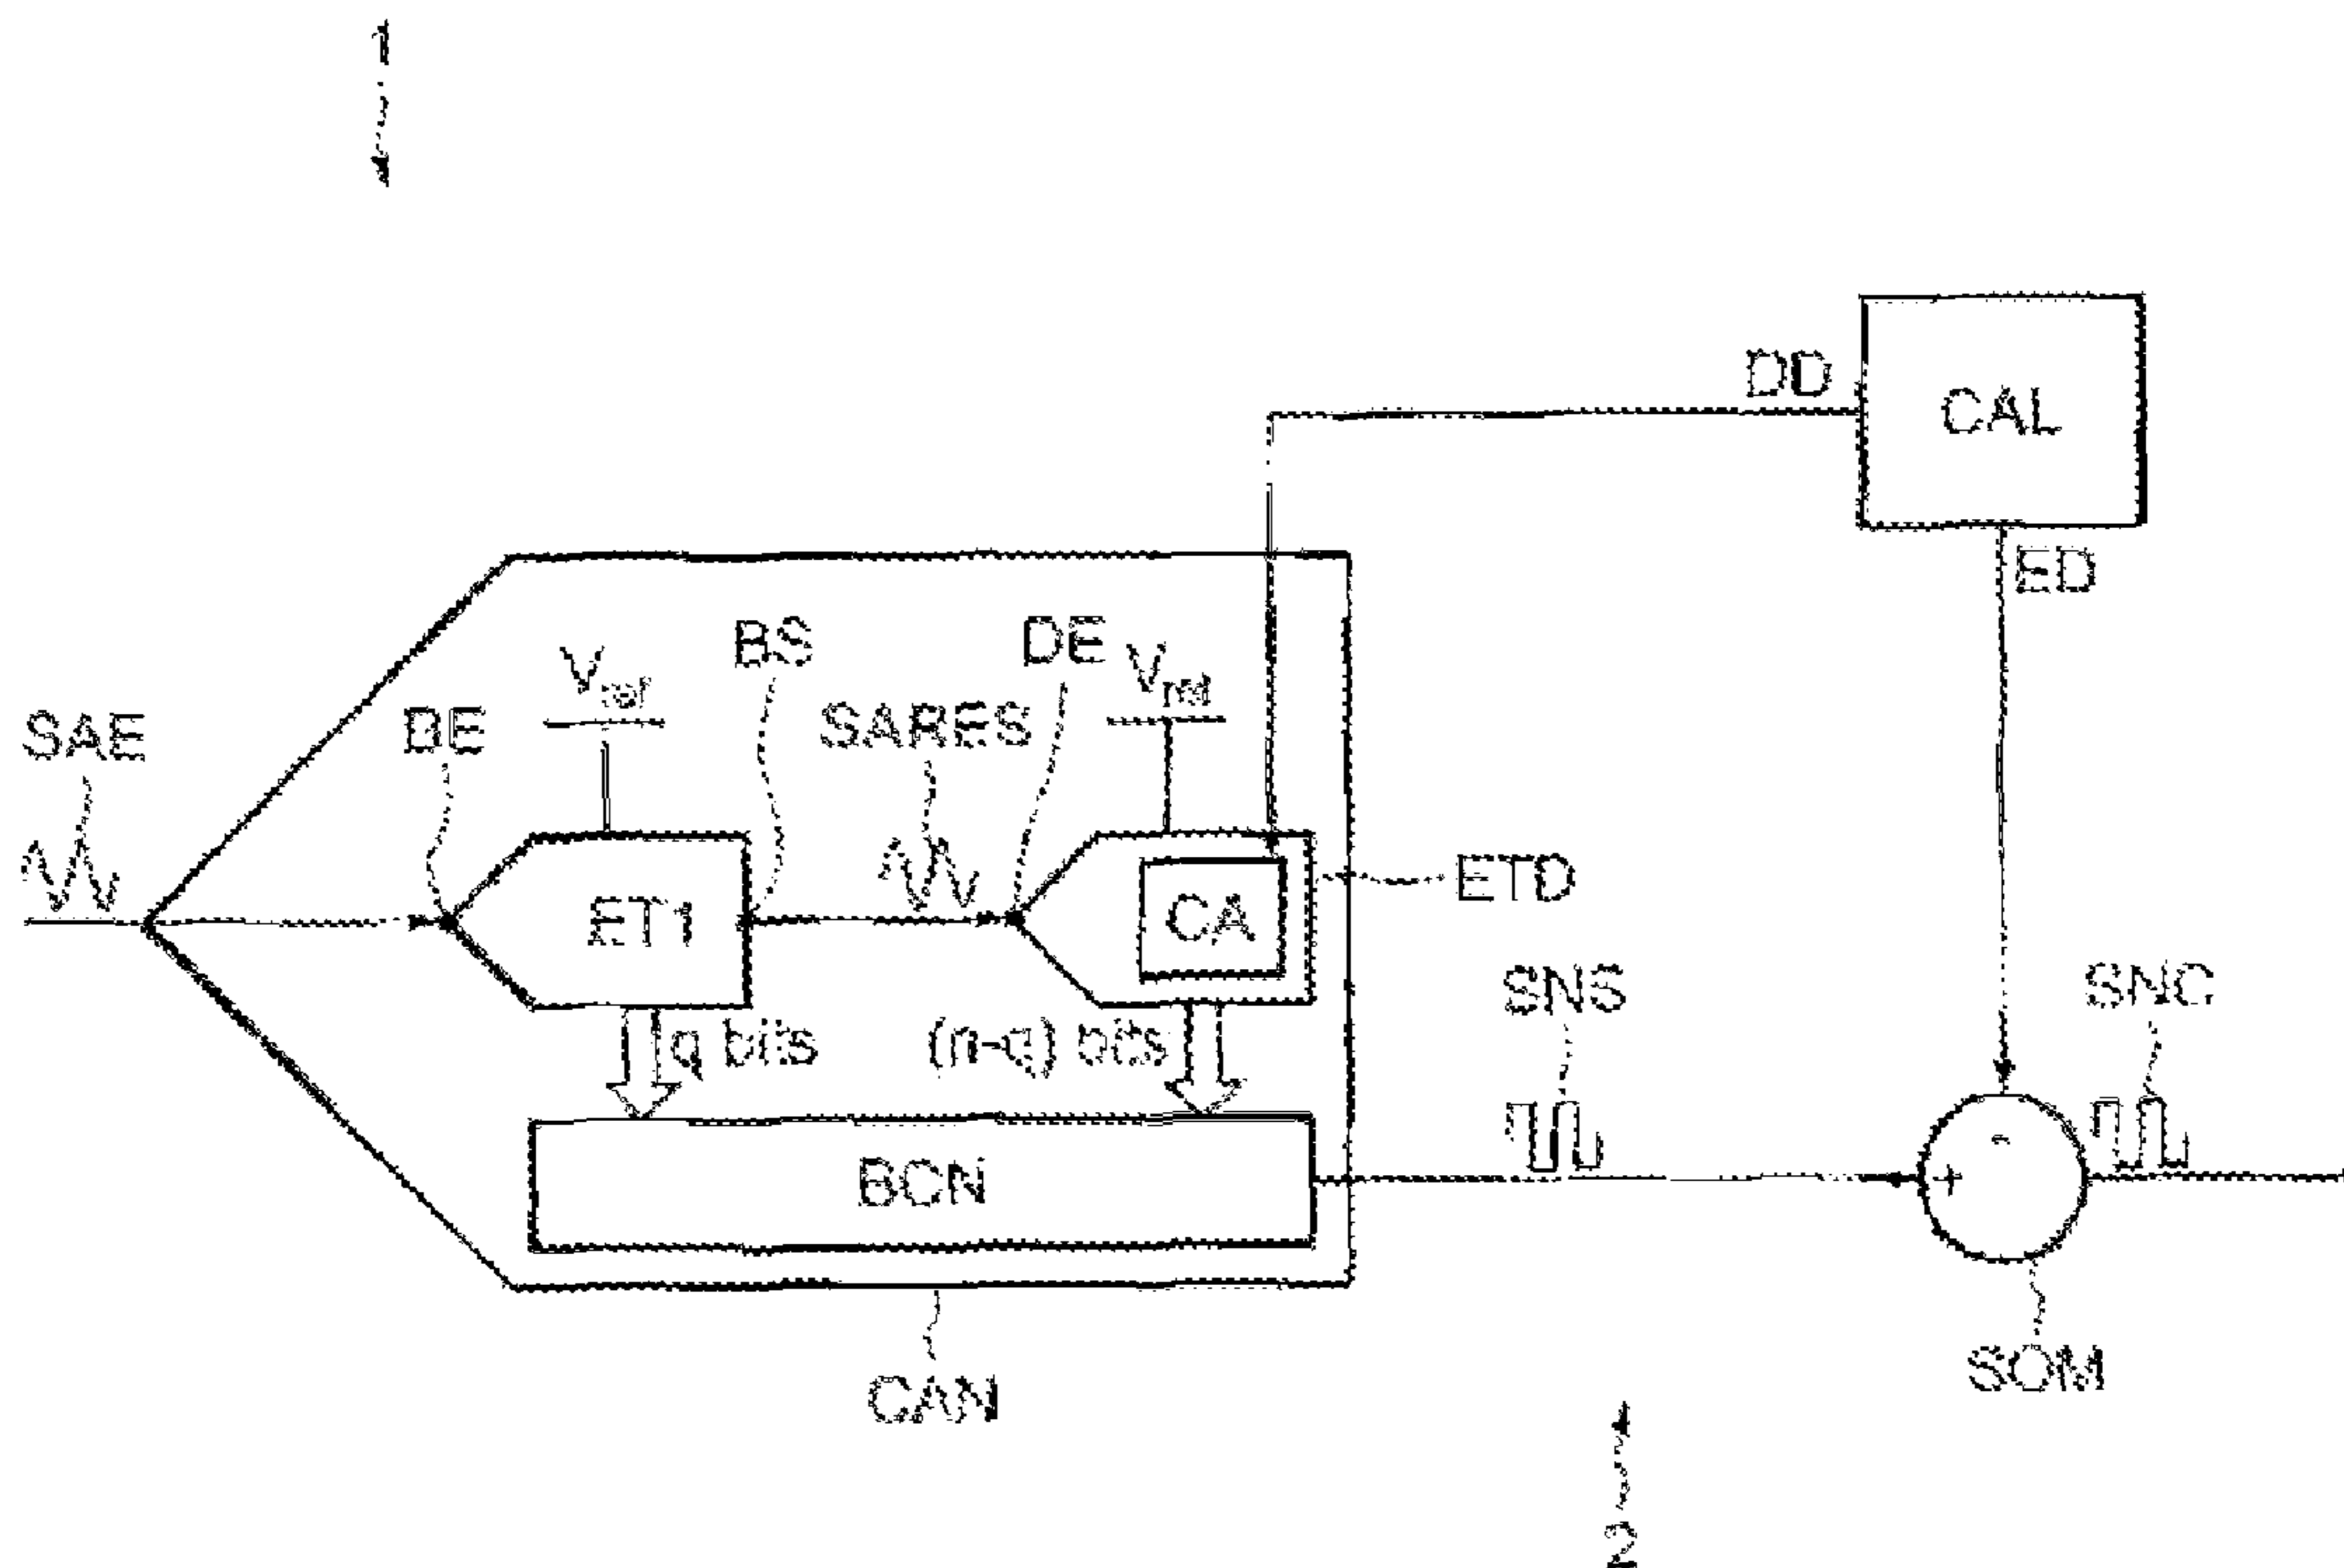 1
DD
CAL
ED
BS
DE
Vref
Vref
SAE
DE
SARES
ET1
CA
ETD
SNS
SNC
q bits
(n-q) bits
+
-
BCN
CAN
SOM
2